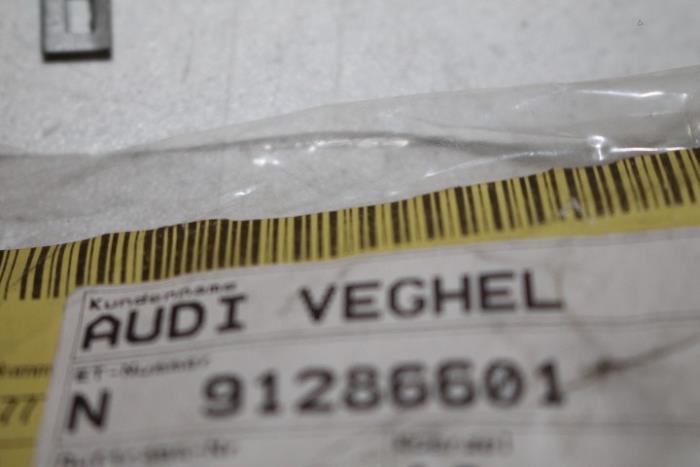 Kundenname
AUDI VEGHEL
ET-Nummer
N 91286601